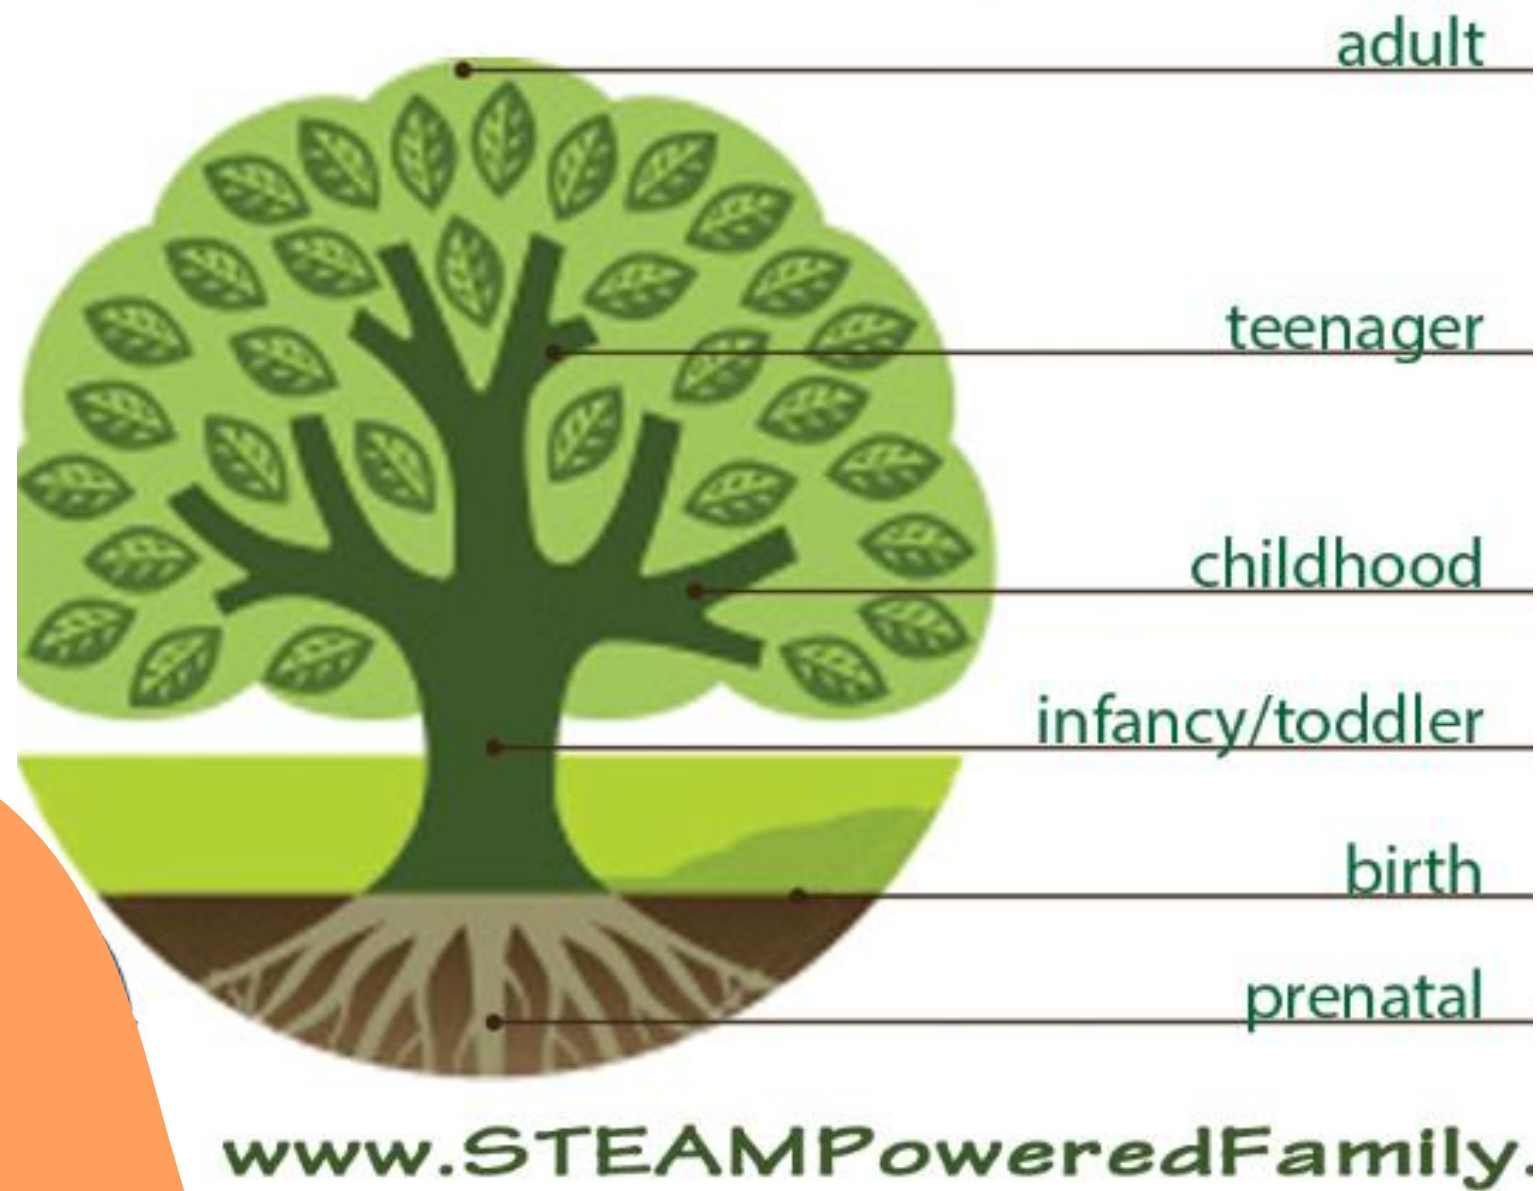 adult
teenager
childhood
infancy/toddler
birth
prenatal
www.STEAMPoweredFamily.